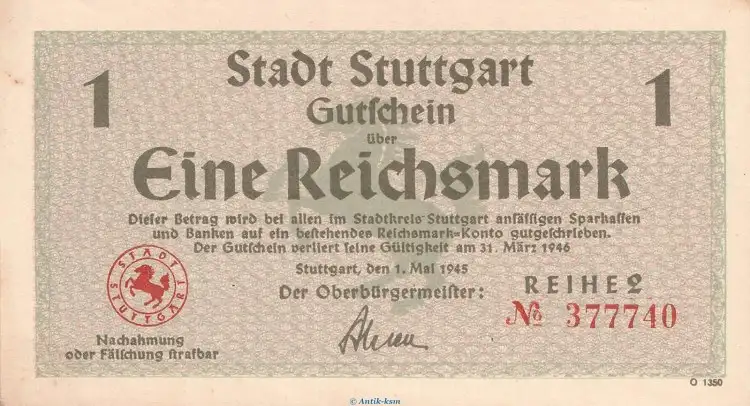 Stadt Stuttgart
1 1
Gutschein
über
Eine Reichsmark
Dieser Betrag wird bei allen im Stadtkreis Stuttgart ansässigen Sparkassen
und Banken auf ein bestehendes Reichsmark-Konto gutgeschrieben.
Der Gutschein verliert seine Gültigkeit am 31. März 1946
Stuttgart, den 1. Mai 1945
Der Oberbürgermeister:
REIHE 2
№ 377740
STADT STUTTGART
Nachahmung
oder Fälschung strafbar
O 1350
© Antik-ksm